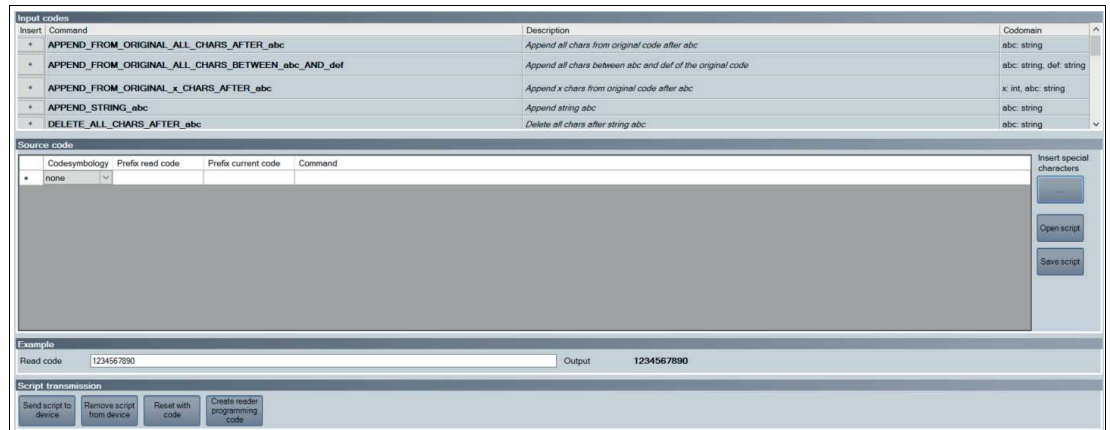 Input codes
Insert Command Description Codomain
+ APPEND_FROM_ORIGINAL_ALL_CHARS_AFTER_abc Append all chars from original code after abc abc: string
+ APPEND_FROM_ORIGINAL_ALL_CHARS_BETWEEN_abc_AND_def Append all chars between abc and def of the original code abc: string, def: string
+ APPEND_FROM_ORIGINAL_x_CHARS_AFTER_abc Append x chars from original code after abc x: int, abc: string
+ APPEND_STRING_abc Append string abc abc: string
+ DELETE_ALL_CHARS_AFTER_abc Delete all chars after string abc abc: string
Source code
Codesymbology Prefix read code Prefix current code Command
none
Insert special
characters
...
Open script
Save script
Example
Read code 1234567890 Output 1234567890
Script transmission
Send script to
device
Remove script
from device
Reset with
code
Create reader
programming
code